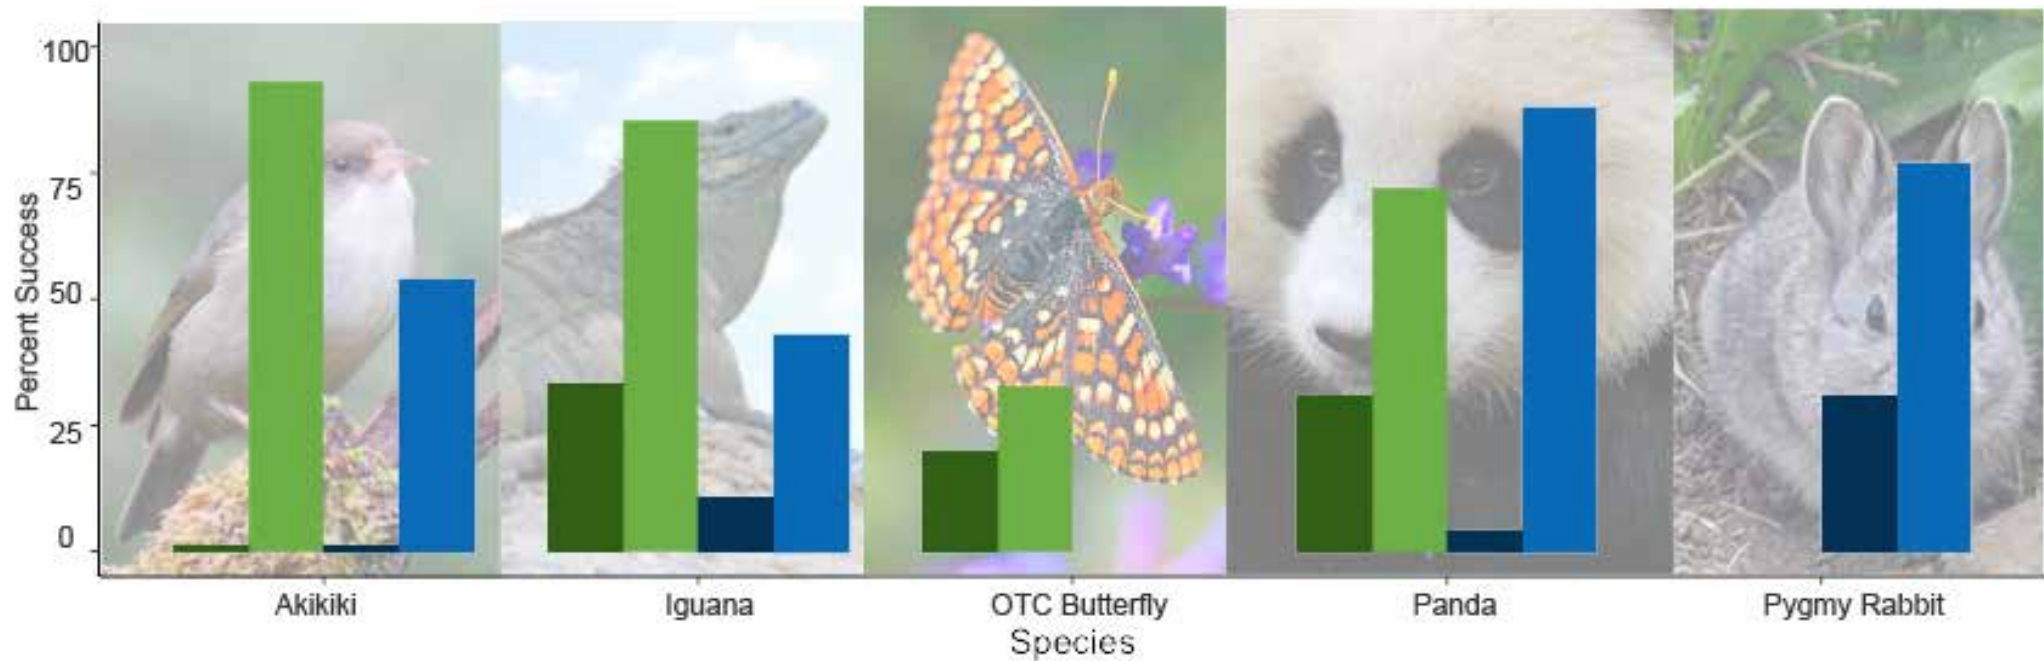 Percent Success
100
75
50
25
0
Akikiki
Iguana
OTC Butterfly
Panda
Pygmy Rabbit
Species